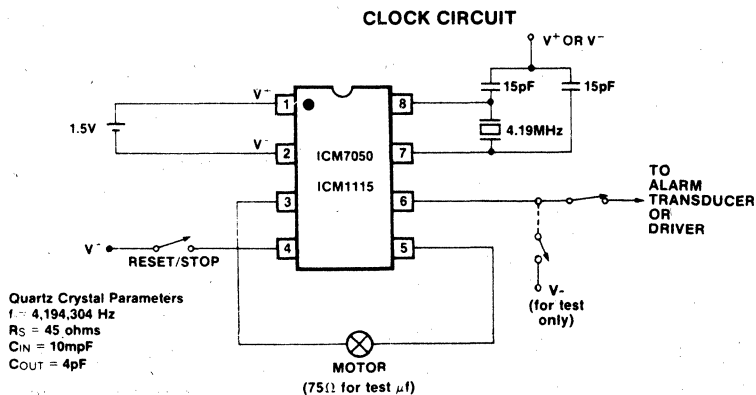 CLOCK CIRCUIT
V+ OR V-
15pF
15pF
V+
1
8
1.5V
4.19MHz
V-
2
7
ICM7050
ICM1115
3
6
TO
ALARM
TRANSDUCER
OR
DRIVER
V-
RESET/STOP
4
5
V-
(for test
only)
Quartz Crystal Parameters
f = 4,194,304 Hz
RS = 45 ohms
CIN = 10mpF
COUT = 4pF
MOTOR
(75Ω for test μf)